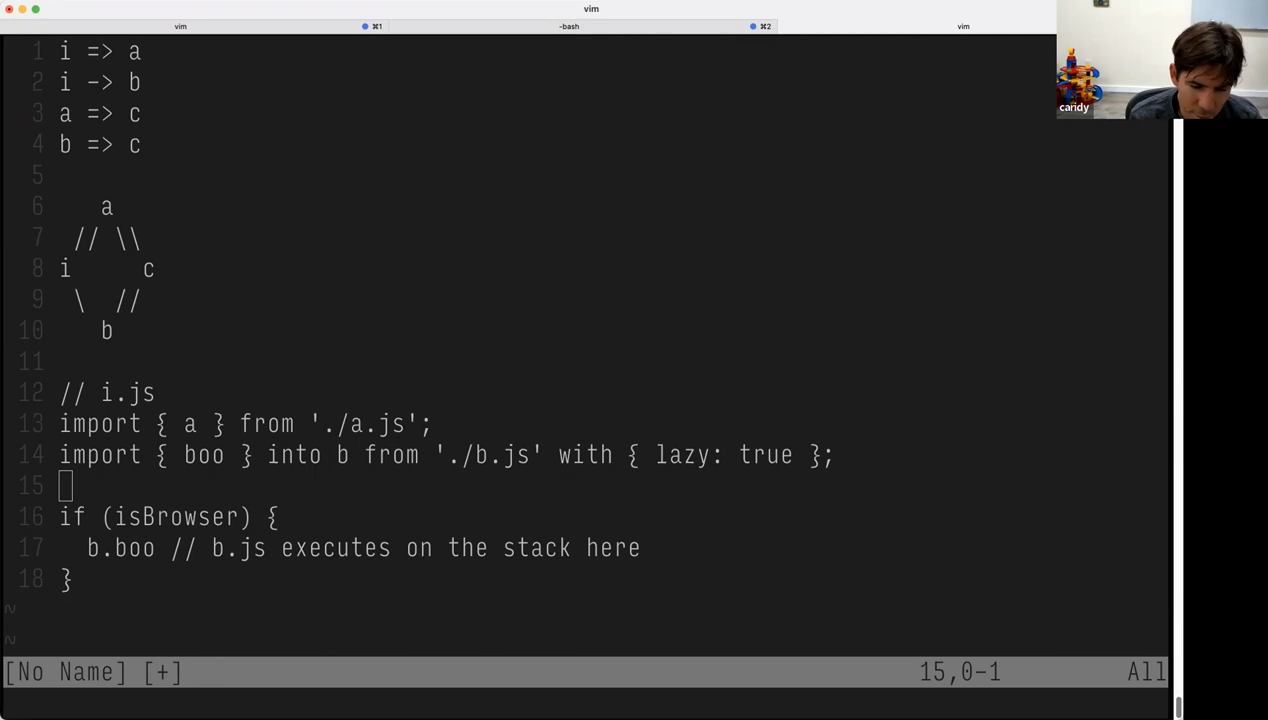 vim
vim ⌘1 -bash ⌘2 vim
caridy
1 i => a
2 i -> b
3 a => c
4 b => c
5
6 a
7 // \\
8 i c
9 \ //
10 b
11
12 // i.js
13 import { a } from './a.js';
14 import { boo } into b from './b.js' with { lazy: true };
15
16 if (isBrowser) {
17 b.boo // b.js executes on the stack here
18 }
~
~
[No Name] [+] 15,0-1 All